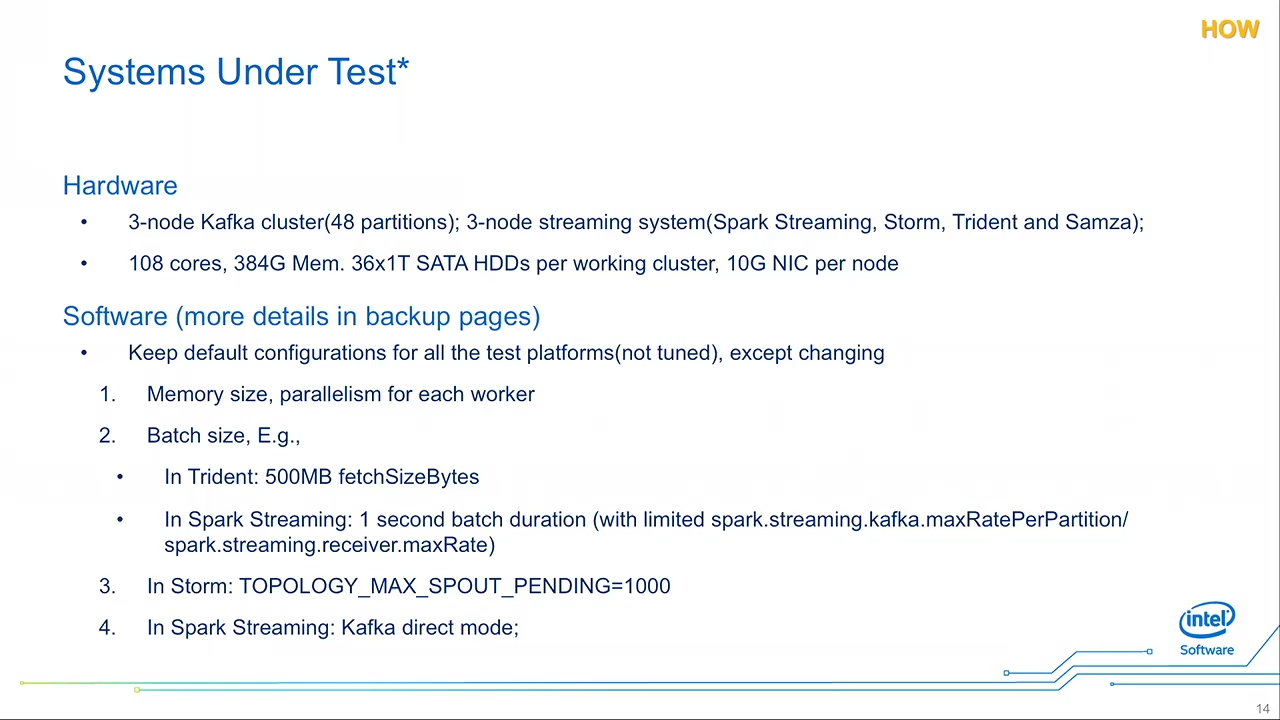 HOW
Systems Under Test*
Hardware
• 3-node Kafka cluster(48 partitions); 3-node streaming system(Spark Streaming, Storm, Trident and Samza);
• 108 cores, 384G Mem. 36x1T SATA HDDs per working cluster, 10G NIC per node
Software (more details in backup pages)
• Keep default configurations for all the test platforms(not tuned), except changing
1. Memory size, parallelism for each worker
2. Batch size, E.g.,
• In Trident: 500MB fetchSizeBytes
• In Spark Streaming: 1 second batch duration (with limited spark.streaming.kafka.maxRatePerPartition/
spark.streaming.receiver.maxRate)
3. In Storm: TOPOLOGY_MAX_SPOUT_PENDING=1000
4. In Spark Streaming: Kafka direct mode;
intel
Software
14